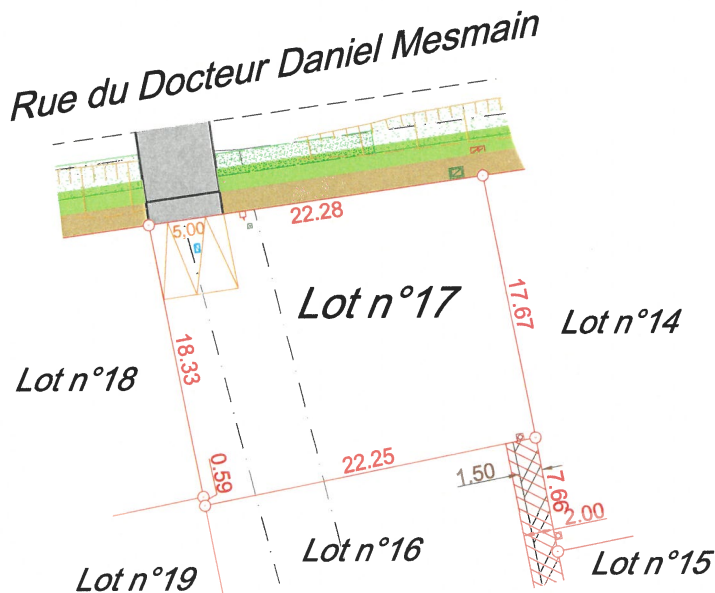 Rue du Docteur Daniel Mesmain
22.28
5,00
Lot n°17
17.67
Lot n°14
18.33
Lot n°18
0.59
22.25
1.50
7.66
2.00
Lot n°16
Lot n°15
Lot n°19